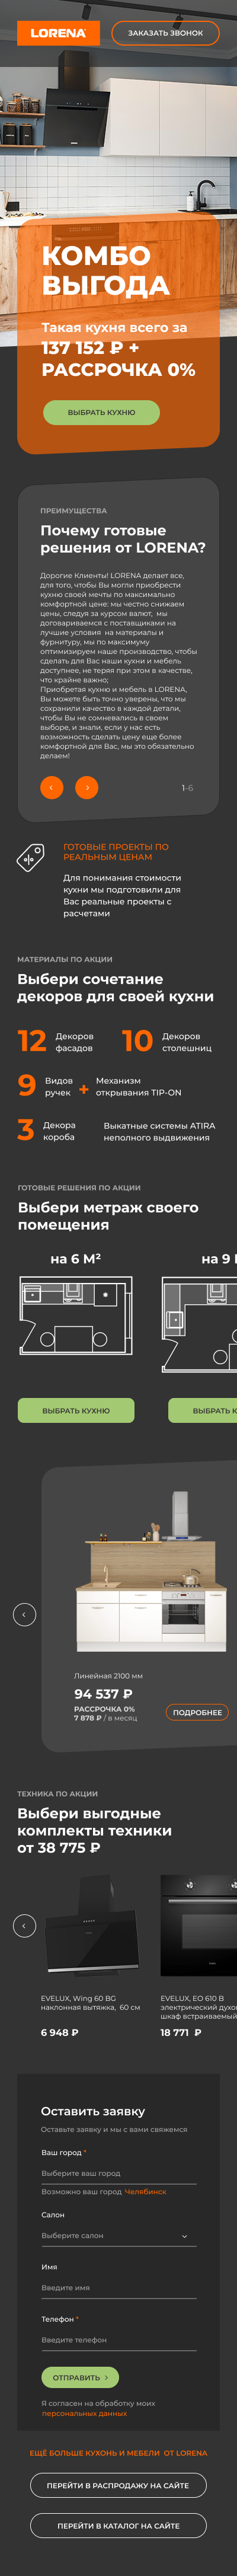 LORENA
ЗАКАЗАТЬ ЗВОНОК
КОМБО
ВЫГОДА
Такая кухня всего за
137 152 ₽ +
РАССРОЧКА 0%
ВЫБРАТЬ КУХНЮ
ПРЕИМУЩЕСТВА
Почему готовые
решения от LORENA?
Дорогие Клиенты! LORENA делает все,
для того, чтобы Вы могли приобрести
кухню своей мечты по максимально
комфортной цене: мы честно снижаем
цены, следуя за курсом валют, мы
договариваемся с поставщиками на
лучшие условия на материалы и
фурнитуру, мы по максимуму
оптимизируем наше производство, чтобы
сделать для Вас наши кухни и мебель
доступнее, не теряя при этом в качестве,
что крайне важно;
Приобретая кухню и мебель в LORENA,
Вы можете быть точно уверены, что мы
сохранили качество в каждой детали,
чтобы Вы не сомневались в своем
выборе, и знали, если у нас есть
возможность сделать цену еще более
комфортной для Вас, мы это обязательно
делаем!
1-6
ГОТОВЫЕ ПРОЕКТЫ ПО
РЕАЛЬНЫМ ЦЕНАМ
Для понимания стоимости
кухни мы подготовили для
Вас реальные проекты с
расчетами
МАТЕРИАЛЫ ПО АКЦИИ
Выбери сочетание
декоров для своей кухни
12 Декоров фасадов
10 Декоров столешниц
9 Видов ручек + Механизм открывания TIP-ON
3 Декора короба
Выкатные системы ATIRA
неполного выдвижения
ГОТОВЫЕ РЕШЕНИЯ ПО АКЦИИ
Выбери метраж своего
помещения
на 6 М²
на 9
ВЫБРАТЬ КУХНЮ
ВЫБРАТЬ К
Линейная 2100 мм
94 537 ₽
РАССРОЧКА 0%
7 878 ₽ / в месяц
ПОДРОБНЕЕ
ТЕХНИКА ПО АКЦИИ
Выбери выгодные
комплекты техники
от 38 775 ₽
EVELUX, Wing 60 BG
наклонная вытяжка, 60 см
6 948 ₽
EVELUX, EO 610 B
электрический духо
шкаф встраиваемый
18 771 ₽
Оставить заявку
Оставьте заявку и мы с вами свяжемся
Ваш город *
Выберите ваш город
Возможно ваш город Челябинск
Салон
Выберите салон
Имя
Введите имя
Телефон *
Введите телефон
ОТПРАВИТЬ >
Я согласен на обработку моих
персональных данных
ЕЩЁ БОЛЬШЕ КУХОНЬ И МЕБЕЛИ ОТ LORENA
ПЕРЕЙТИ В РАСПРОДАЖУ НА САЙТЕ
ПЕРЕЙТИ В КАТАЛОГ НА САЙТЕ